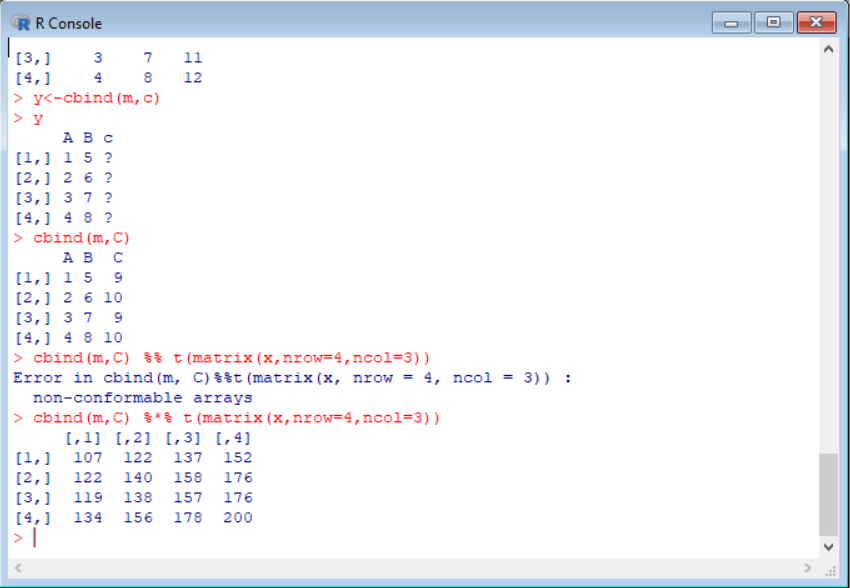 R Console
[3,]    3    7   11
[4,]    4    8   12
> y<-cbind(m,c)
> y
     A B c
[1,] 1 5 ?
[2,] 2 6 ?
[3,] 3 7 ?
[4,] 4 8 ?
> cbind(m,C)
     A B  C
[1,] 1 5  9
[2,] 2 6 10
[3,] 3 7  9
[4,] 4 8 10
> cbind(m,C) %% t(matrix(x,nrow=4,ncol=3))
Error in cbind(m, C)%%t(matrix(x, nrow = 4, ncol = 3)) :
  non-conformable arrays
> cbind(m,C) %*% t(matrix(x,nrow=4,ncol=3))
     [,1] [,2] [,3] [,4]
[1,]  107  122  137  152
[2,]  122  140  158  176
[3,]  119  138  157  176
[4,]  134  156  178  200
>